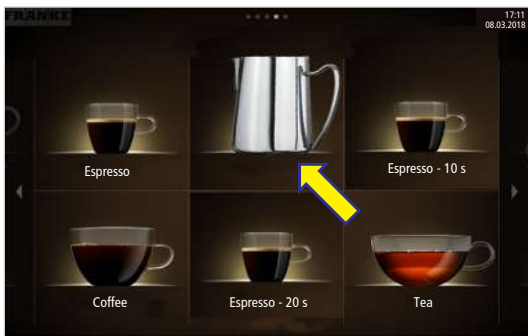 FRANKE
17:11
08.03.2018
Espresso
Espresso - 10 s
Coffee
Espresso - 20 s
Tea